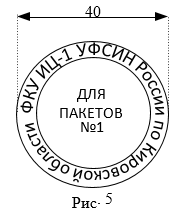 40
ФКУ ИЦ-1 УФСИН России по Кировской области
ДЛЯ
ПАКЕТОВ
№1
Рис. 5